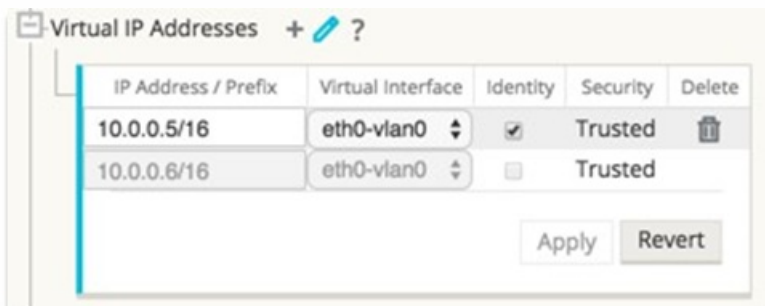 Virtual IP Addresses + ?
IP Address / Prefix Virtual Interface Identity Security Delete
10.0.0.5/16 eth0-vlan0 Trusted
10.0.0.6/16 eth0-vlan0 Trusted
Apply Revert